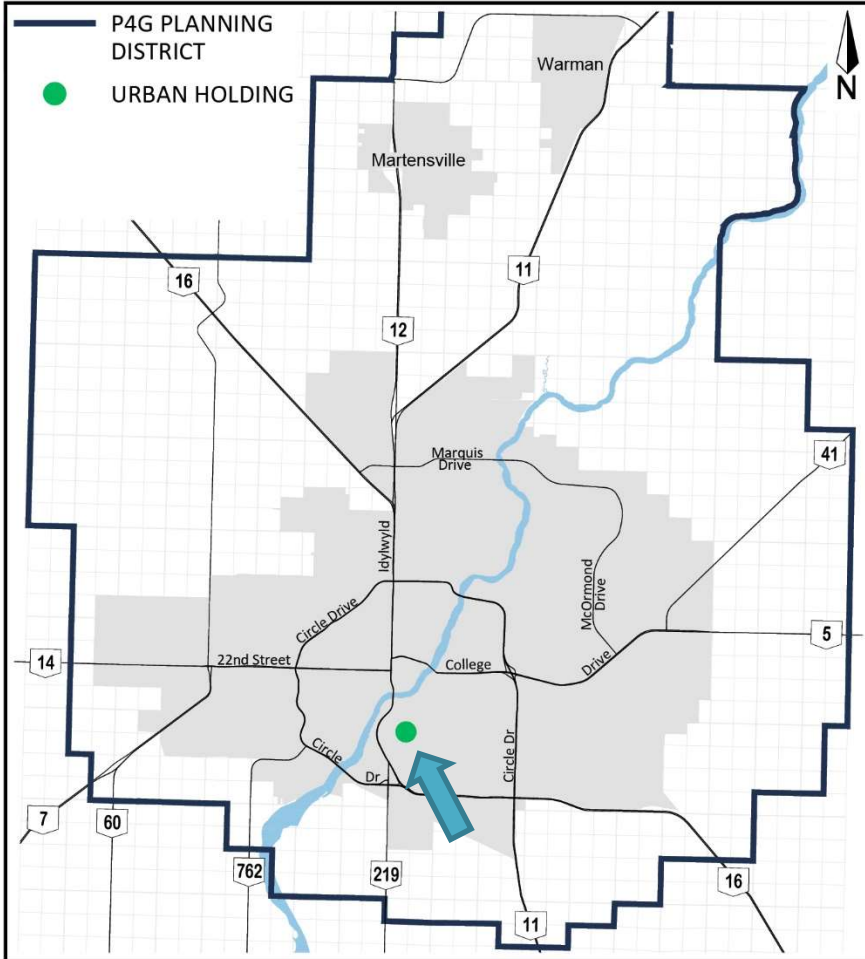 P4G PLANNING
DISTRICT
URBAN HOLDING
N
Warman
Martensville
16
11
12
Marquis
Drive
41
Idylwyld
McOrmond
Drive
Circle Drive
5
14
22nd Street
College
Drive
Circle
Dr
Circle Dr
7
60
762
219
16
11